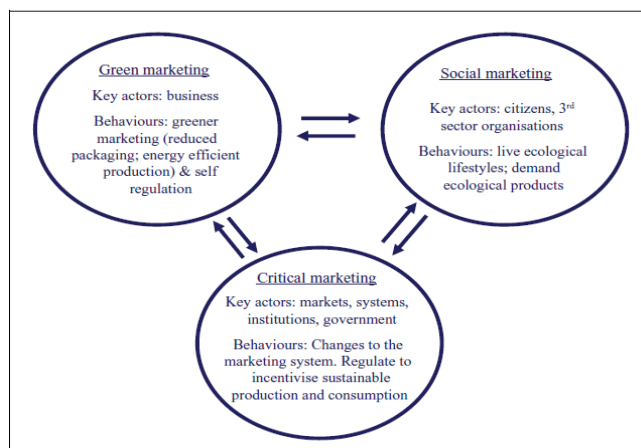 Green marketing
Key actors: business
Behaviours: greener
marketing (reduced
packaging; energy efficient
production) & self
regulation
Social marketing
Key actors: citizens, 3rd
sector organisations
Behaviours: live ecological
lifestyles; demand
ecological products
Critical marketing
Key actors: markets, systems,
institutions, government
Behaviours: Changes to the
marketing system. Regulate to
incentivise sustainable
production and consumption